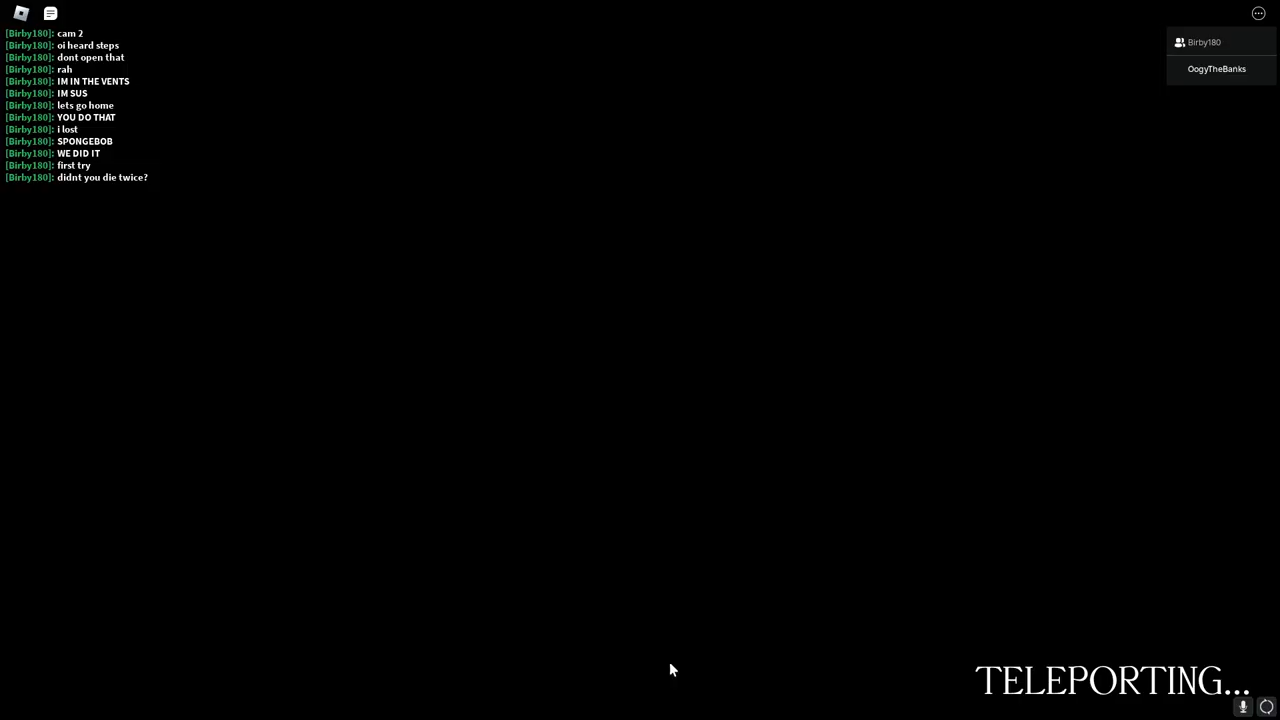 [Birby180]: cam 2
[Birby180]: oi heard steps
[Birby180]: dont open that
[Birby180]: rah
[Birby180]: IM IN THE VENTS
[Birby180]: IM SUS
[Birby180]: lets go home
[Birby180]: YOU DO THAT
[Birby180]: i lost
[Birby180]: SPONGEBOB
[Birby180]: WE DID IT
[Birby180]: first try
[Birby180]: didnt you die twice?
Birby180
OogyTheBanks
TELEPORTING...